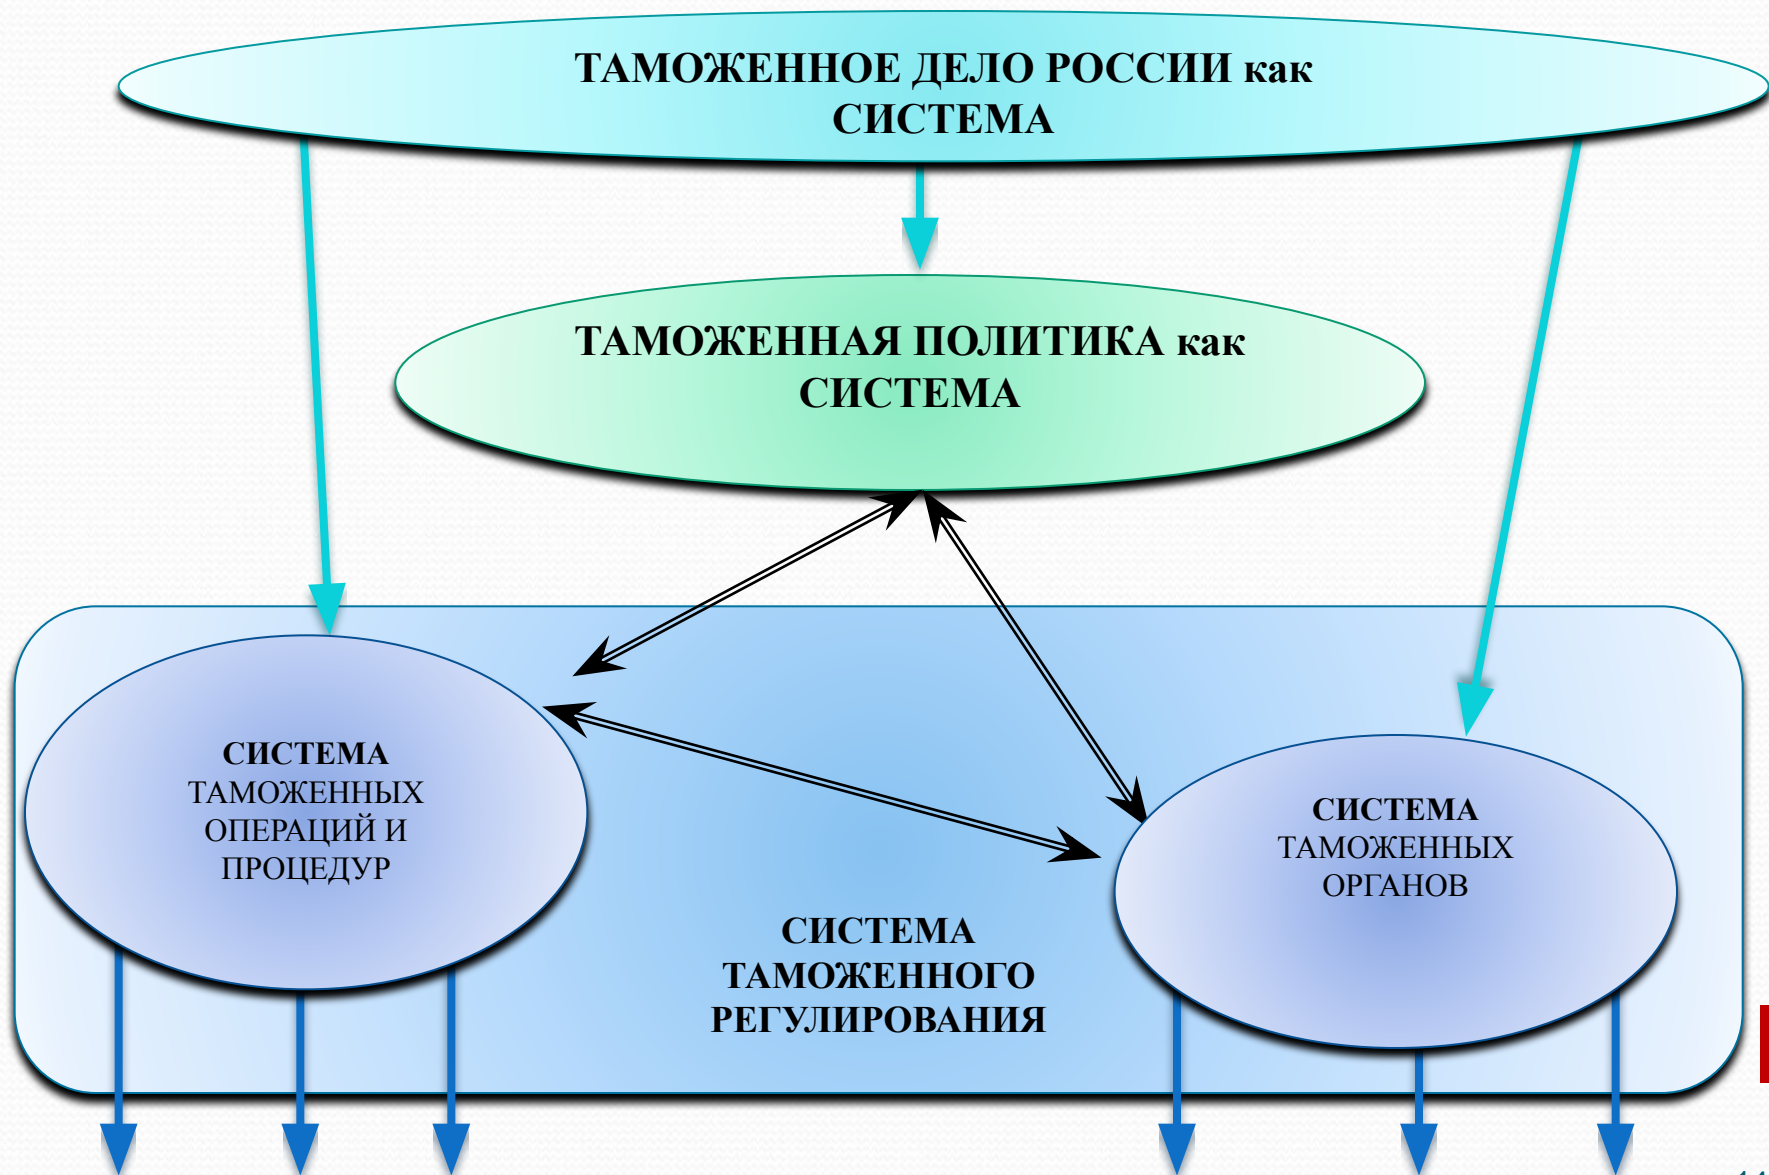 ТАМОЖЕННОЕ ДЕЛО РОССИИ как
СИСТЕМА
ТАМОЖЕННАЯ ПОЛИТИКА как
СИСТЕМА
СИСТЕМА
ТАМОЖЕННЫХ
ОПЕРАЦИЙ И
ПРОЦЕДУР
СИСТЕМА
ТАМОЖЕННЫХ
ОРГАНОВ
СИСТЕМА
ТАМОЖЕННОГО
РЕГУЛИРОВАНИЯ